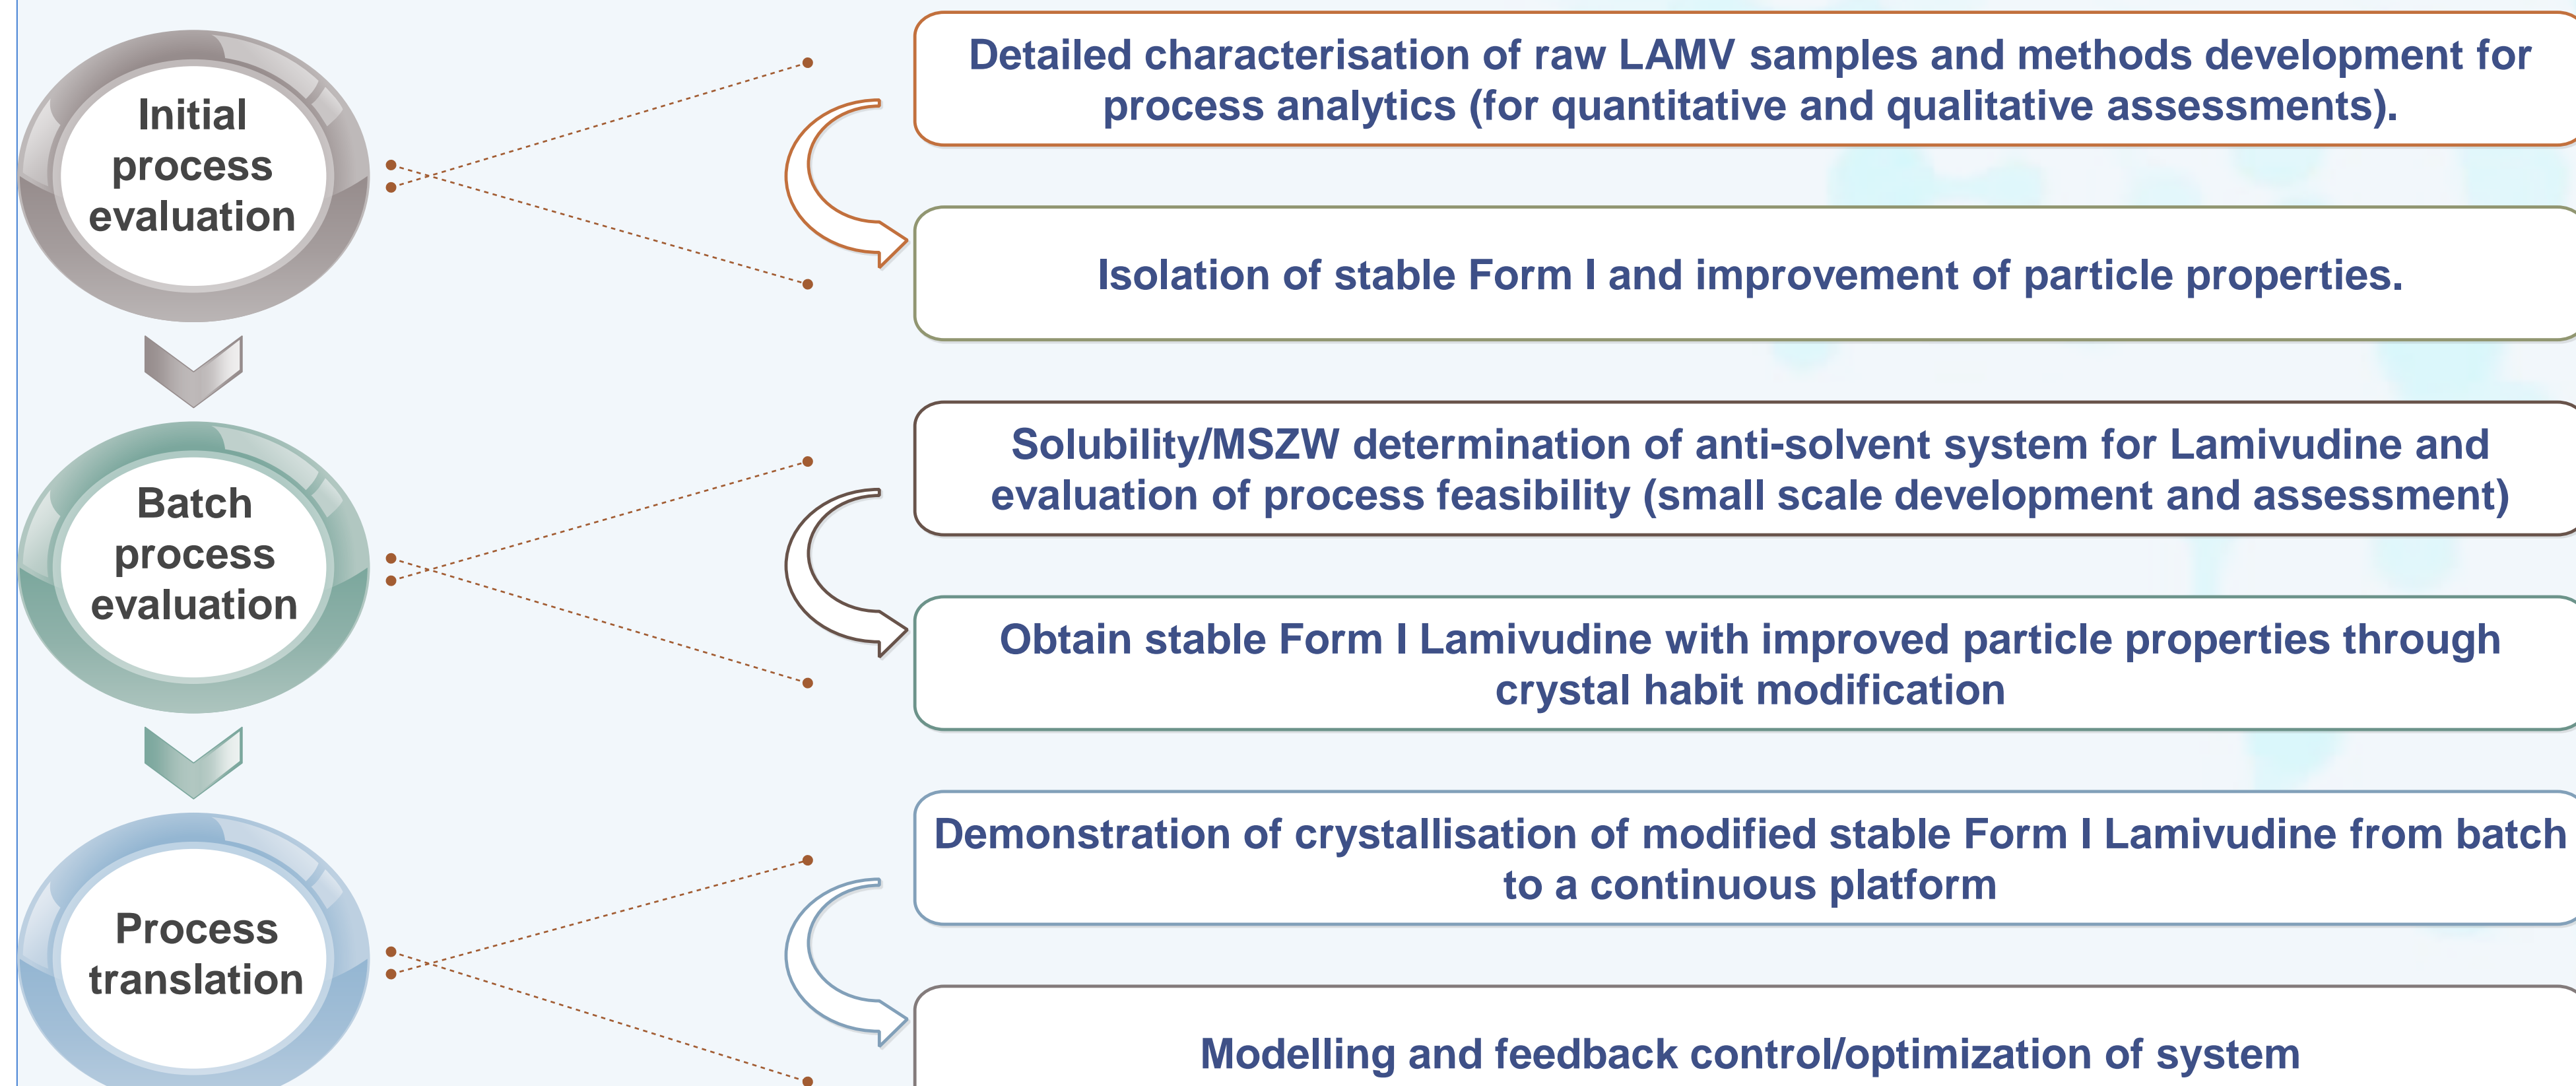 Initial
process
evaluation
Detailed characterisation of raw LAMV samples and methods development for
process analytics (for quantitative and qualitative assessments).
Isolation of stable Form I and improvement of particle properties.
Batch
process
evaluation
Solubility/MSZW determination of anti-solvent system for Lamivudine and
evaluation of process feasibility (small scale development and assessment)
Obtain stable Form I Lamivudine with improved particle properties through
crystal habit modification
Process
translation
Demonstration of crystallisation of modified stable Form I Lamivudine from batch
to a continuous platform
Modelling and feedback control/optimization of system